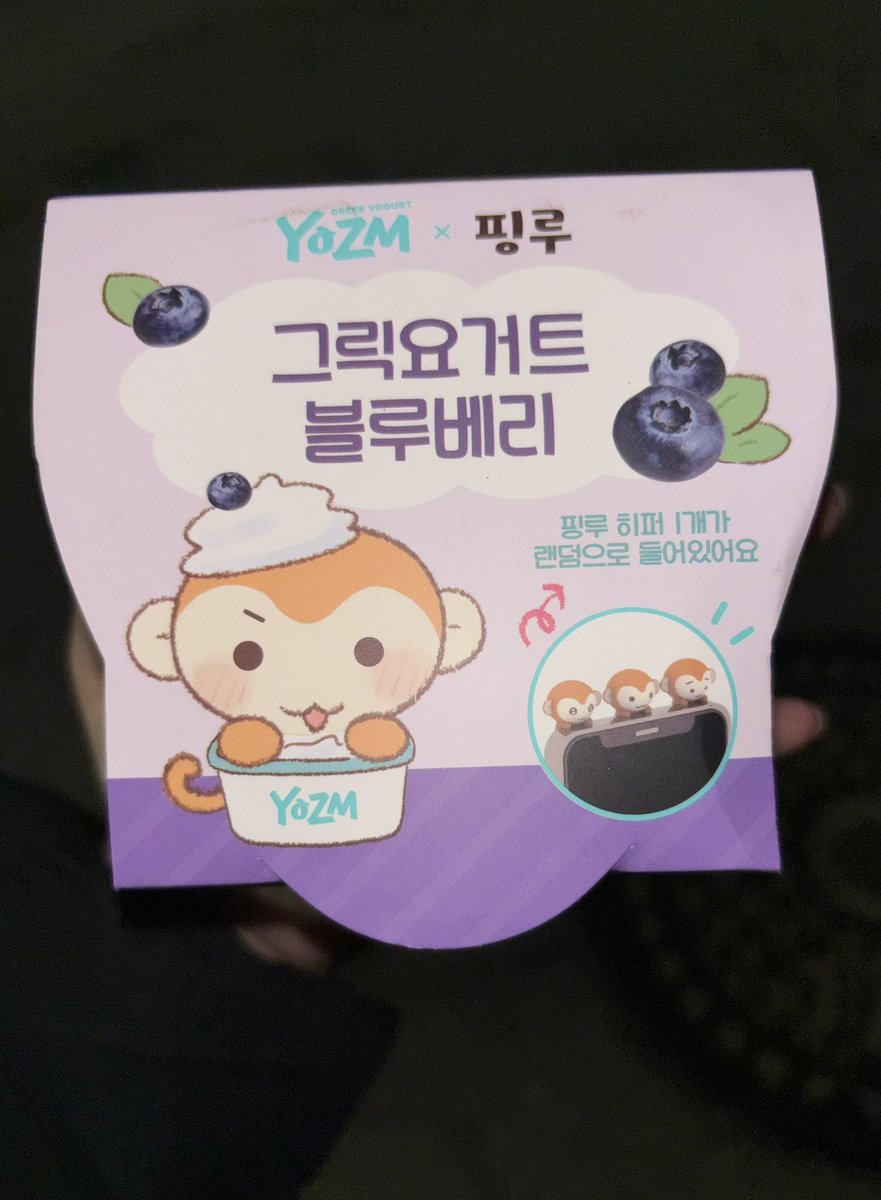 GREEK YOGURT
YOZM × 핑루
그릭요거트
블루베리
핑루 히퍼 1개가
랜덤으로 들어있어요
YOZM